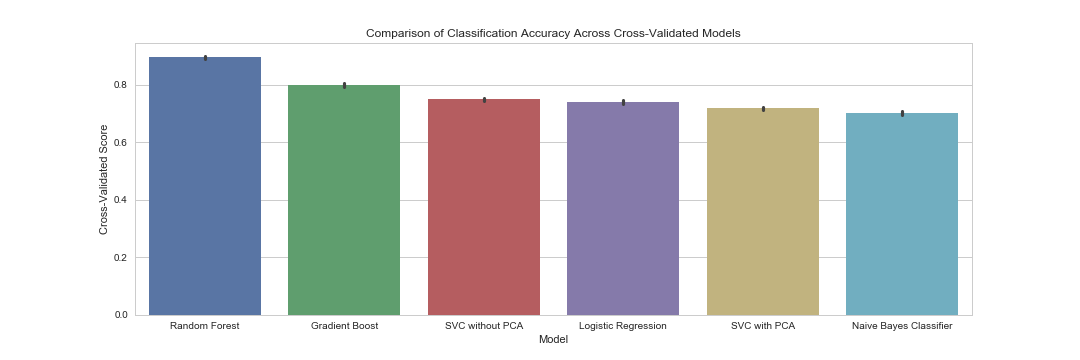 Comparison of Classification Accuracy Across Cross-Validated Models
Cross-Validated Score
0.8
0.6
0.4
0.2
0.0
Random Forest
Gradient Boost
SVC without PCA
Logistic Regression
SVC with PCA
Naive Bayes Classifier
Model